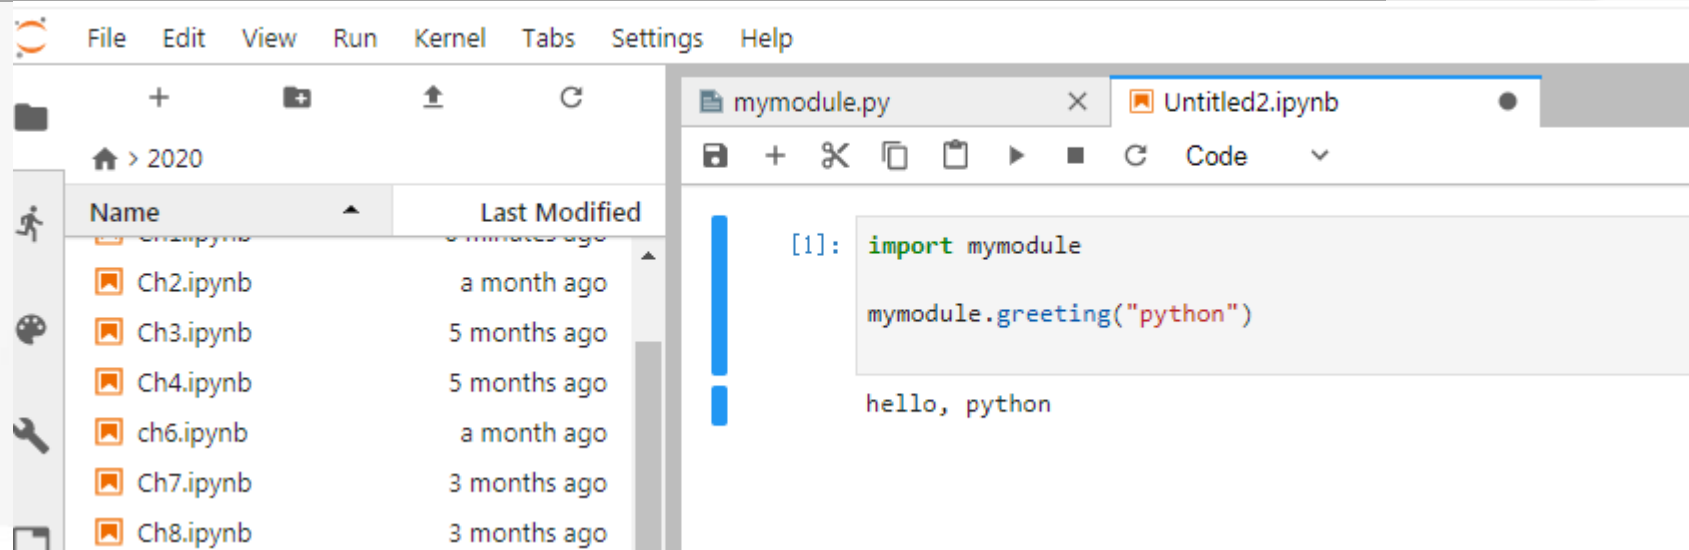 File Edit View Run Kernel Tabs Settings Help
mymodule.py
Untitled2.ipynb
> 2020
Code
Name Last Modified
Ch2.ipynb a month ago
Ch3.ipynb 5 months ago
Ch4.ipynb 5 months ago
ch6.ipynb a month ago
Ch7.ipynb 3 months ago
Ch8.ipynb 3 months ago
[1]: import mymodule
mymodule.greeting("python")
hello, python